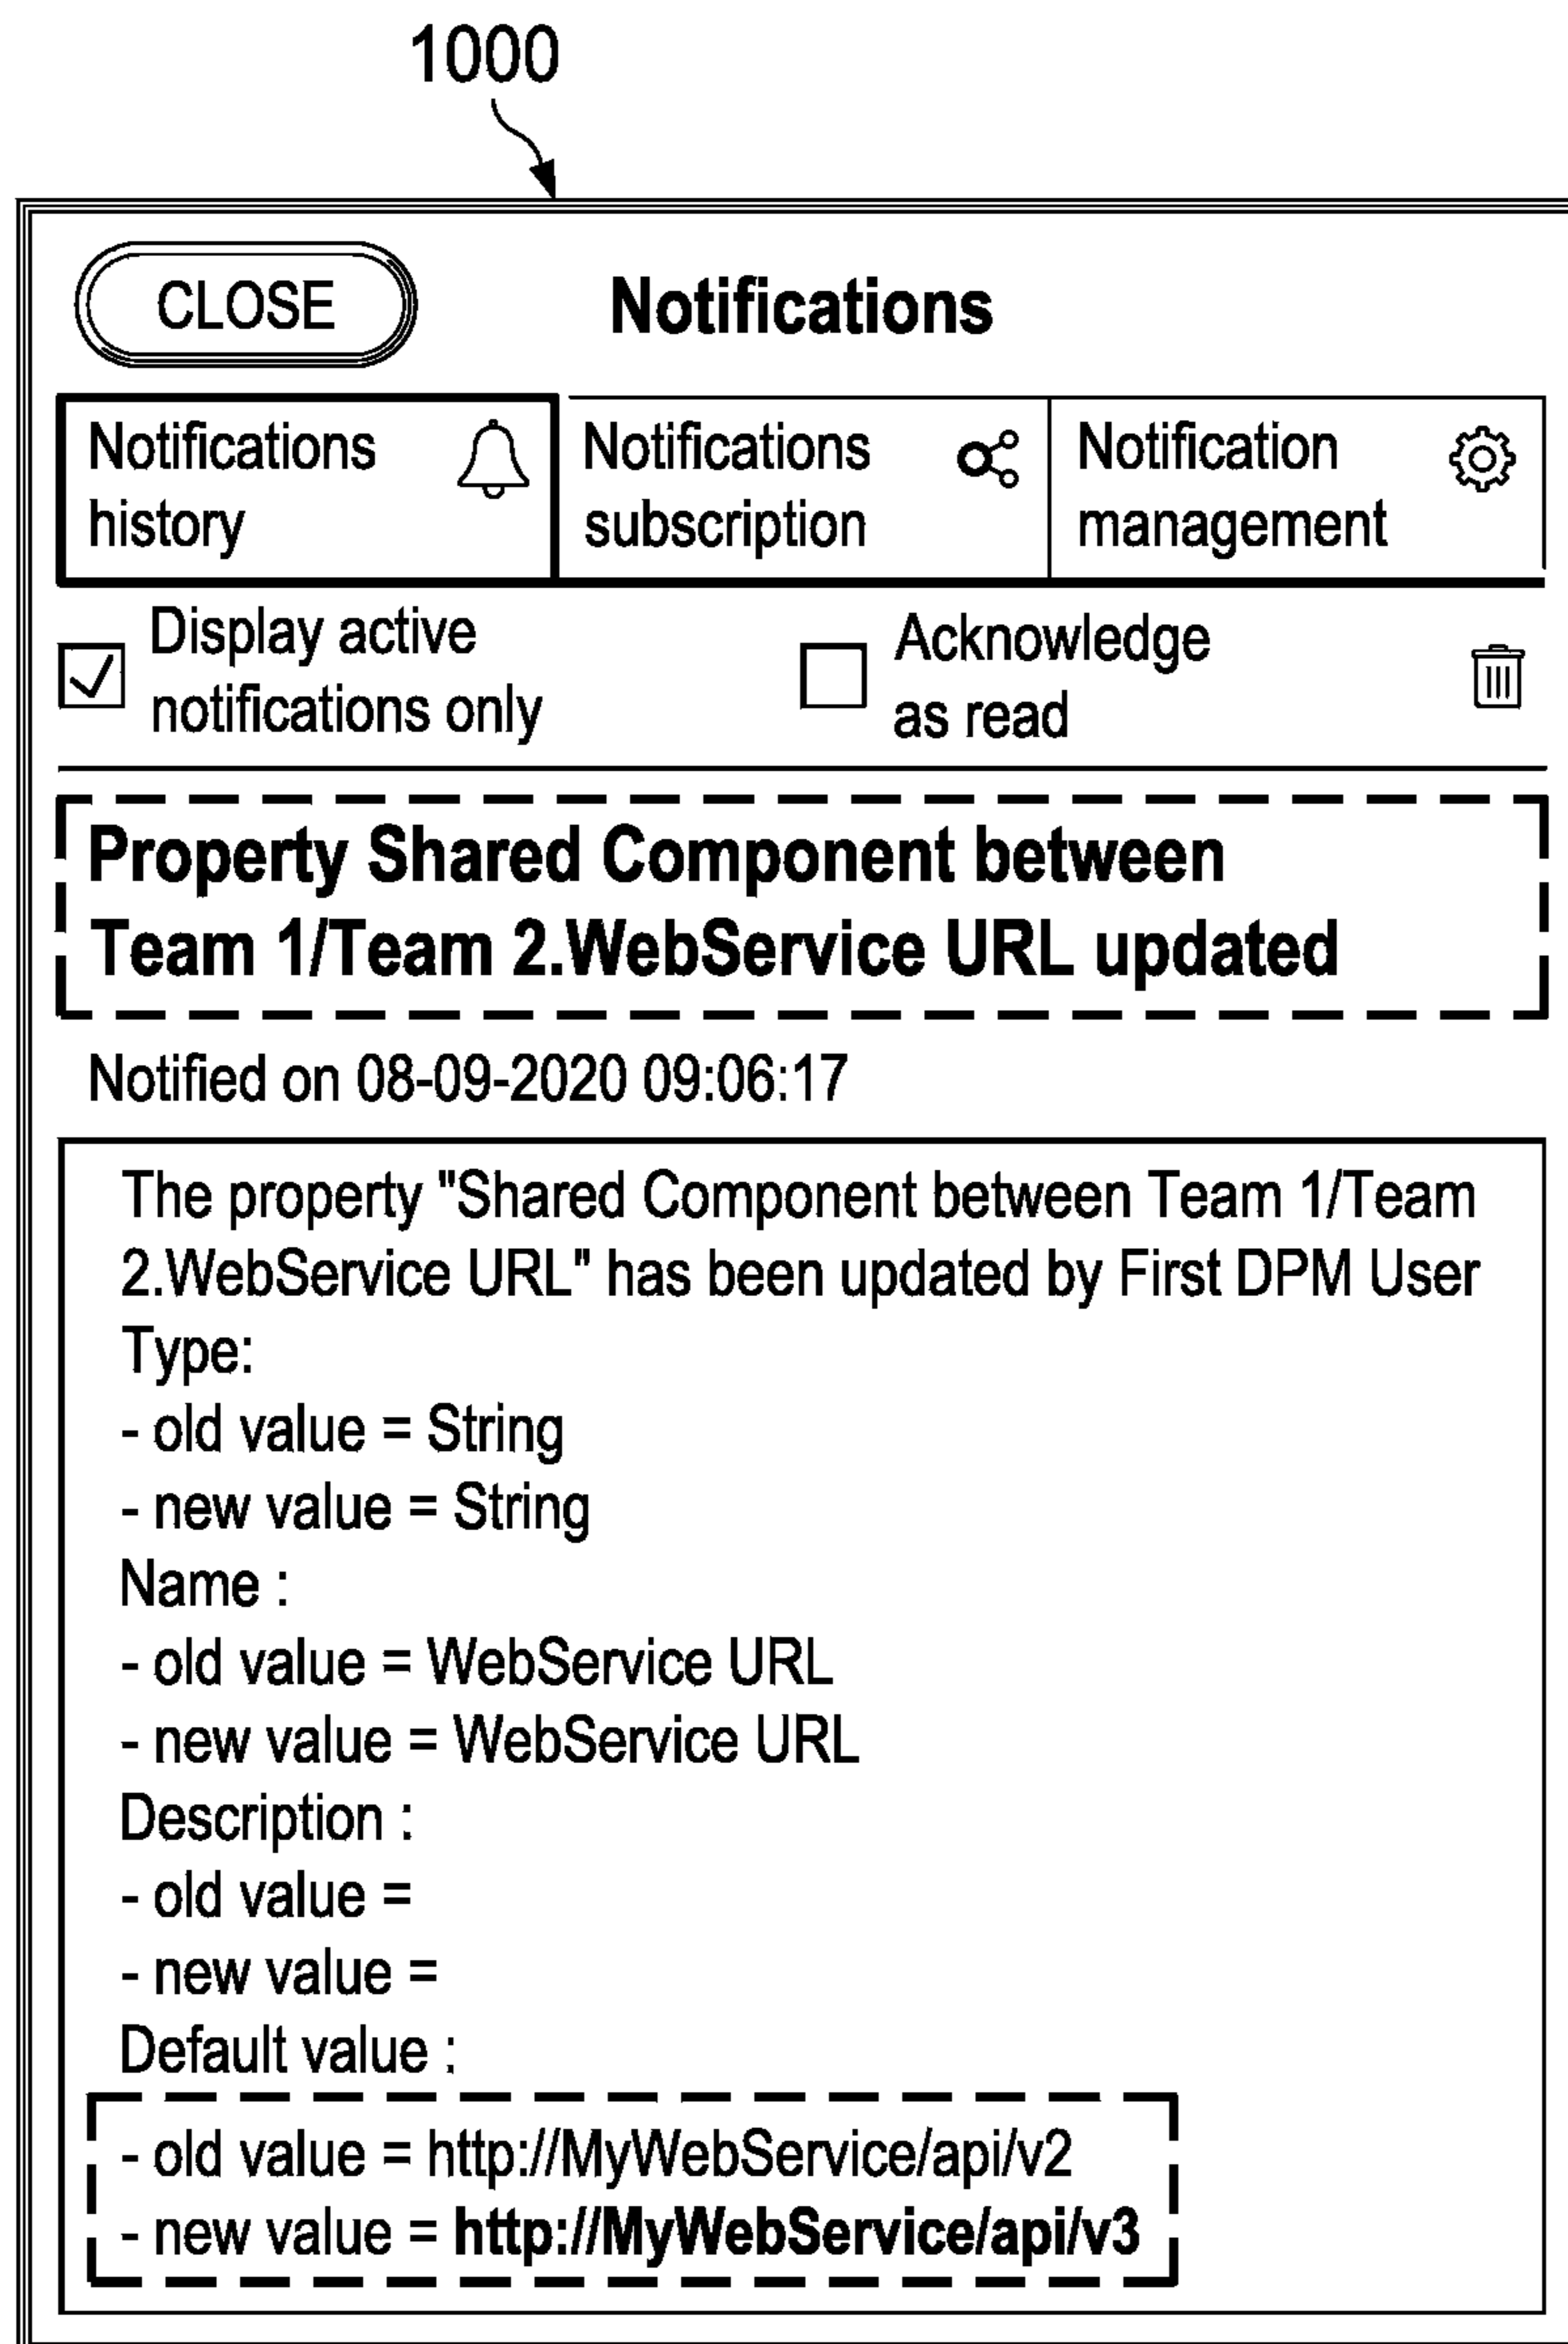 1000
CLOSE
Notifications
Notifications
history
Notifications
subscription
Notification
management
Display active
notifications only
Acknowledge
as read
Property Shared Component between
Team 1/Team 2.WebService URL updated
Notified on 08-09-2020 09:06:17
The property "Shared Component between Team 1/Team
2.WebService URL" has been updated by First DPM User
Type:
- old value = String
- new value = String
Name :
- old value = WebService URL
- new value = WebService URL
Description :
- old value =
- new value =
Default value :
- old value = http://MyWebService/api/v2
- new value = http://MyWebService/api/v3